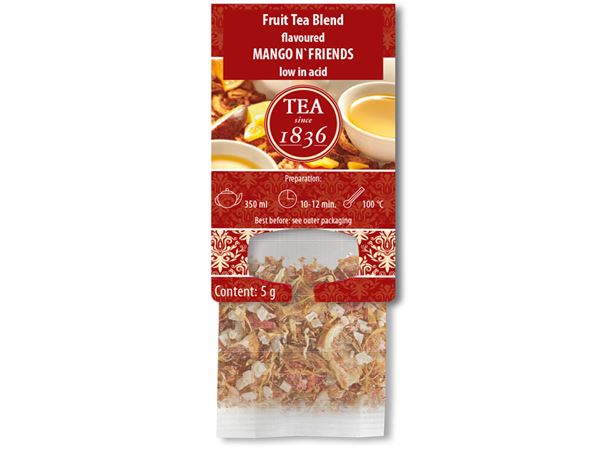 Fruit Tea Blend
flavoured
MANGO N`FRIENDS
low in acid
TEA
since
1836
Preparation:
350 ml 10-12 min. 100 °C
Best before: see outer packaging
Content: 5 g